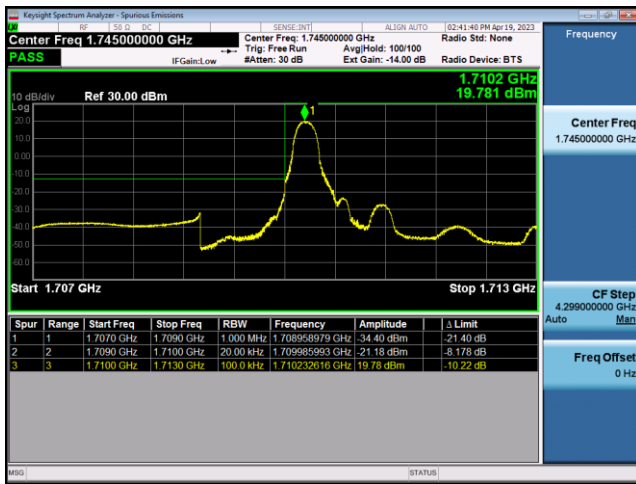 Keysight Spectrum Analyzer - Spurious Emissions
RF 50 Ω DC SENSE:INT ALIGN AUTO 02:41:40 PM Apr 19, 2023
Center Freq 1.745000000 GHz Center Freq: 1.745000000 GHz Radio Std: None
Trig: Free Run Avg|Hold: 100/100
PASS IFGain:Low #Atten: 30 dB Ext Gain: -14.00 dB Radio Device: BTS
1.7102 GHz
10 dB/div Ref 30.00 dBm 19.781 dBm
Log
20.0
10.0
0.00
-10.0
-20.0
-30.0
-40.0
-50.0
-60.0
1
Start 1.707 GHz Stop 1.713 GHz
Spur Range Start Freq Stop Freq RBW Frequency Amplitude Δ Limit
1 1 1.7070 GHz 1.7090 GHz 1.000 MHz 1.708958979 GHz -34.40 dBm -21.40 dB
2 2 1.7090 GHz 1.7100 GHz 20.00 kHz 1.709985993 GHz -21.18 dBm -8.178 dB
3 3 1.7100 GHz 1.7130 GHz 100.0 kHz 1.710232616 GHz 19.78 dBm -10.22 dB
MSG STATUS
Frequency
Center Freq
1.745000000 GHz
CF Step
4.299000000 GHz
Auto Man
Freq Offset
0 Hz